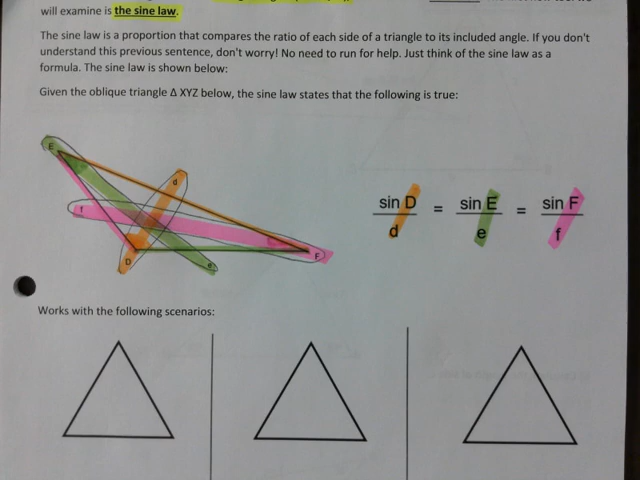 will examine is the sine law.
The sine law is a proportion that compares the ratio of each side of a triangle to its included angle. If you don't
understand this previous sentence, don't worry! No need to run for help. Just think of the sine law as a
formula. The sine law is shown below:
Given the oblique triangle Δ XYZ below, the sine law states that the following is true:
E
d
f
D
e
F
sin D = sin E = sin F
d e f
Works with the following scenarios: